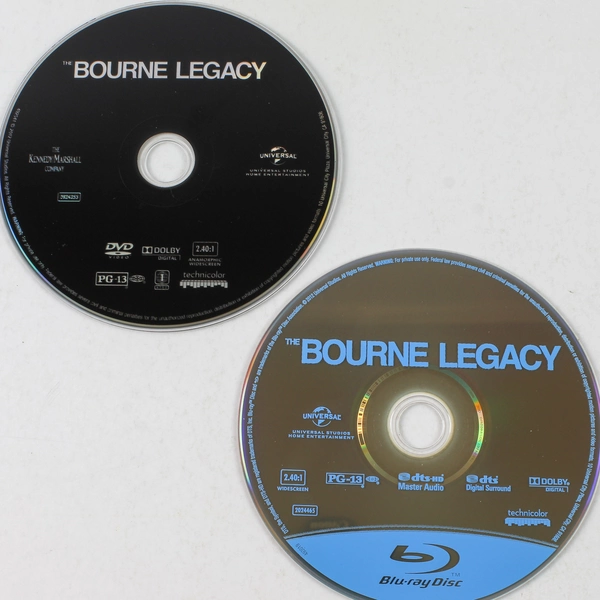 THE BOURNE LEGACY
THE
KENNEDY/MARSHALL
COMPANY
UNIVERSAL
UNIVERSAL STUDIOS
HOME ENTERTAINMENT
DVD
VIDEO
DOLBY
DIGITAL
2.40:1
ANAMORPHIC
WIDESCREEN
PG-13
technicolor
THE BOURNE LEGACY
UNIVERSAL
UNIVERSAL STUDIOS
HOME ENTERTAINMENT
2.40:1
WIDESCREEN
PG-13
dts-HD
Master Audio
dts
Digital Surround
DOLBY
DIGITAL
2024465
technicolor
Blu-ray Disc
TM